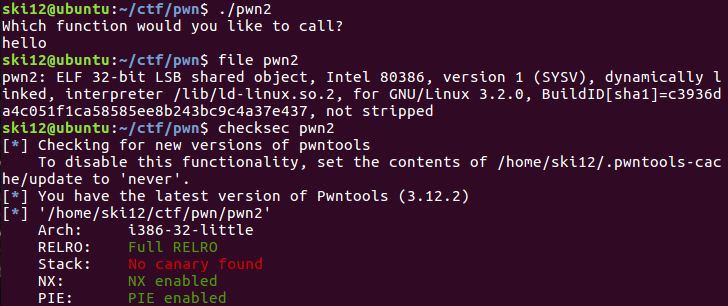 ski12@ubuntu:~/ctf/pwn$ ./pwn2
Which function would you like to call?
hello
ski12@ubuntu:~/ctf/pwn$ file pwn2
pwn2: ELF 32-bit LSB shared object, Intel 80386, version 1 (SYSV), dynamically l
inked, interpreter /lib/ld-linux.so.2, for GNU/Linux 3.2.0, BuildID[sha1]=c3936d
a4c051f1ca58585ee8b243bc9c4a37e437, not stripped
ski12@ubuntu:~/ctf/pwn$ checksec pwn2
[*] Checking for new versions of pwntools
    To disable this functionality, set the contents of /home/ski12/.pwntools-cac
he/update to 'never'.
[*] You have the latest version of Pwntools (3.12.2)
[*] '/home/ski12/ctf/pwn/pwn2'
    Arch:     i386-32-little
    RELRO:    Full RELRO
    Stack:    No canary found
    NX:       NX enabled
    PIE:      PIE enabled